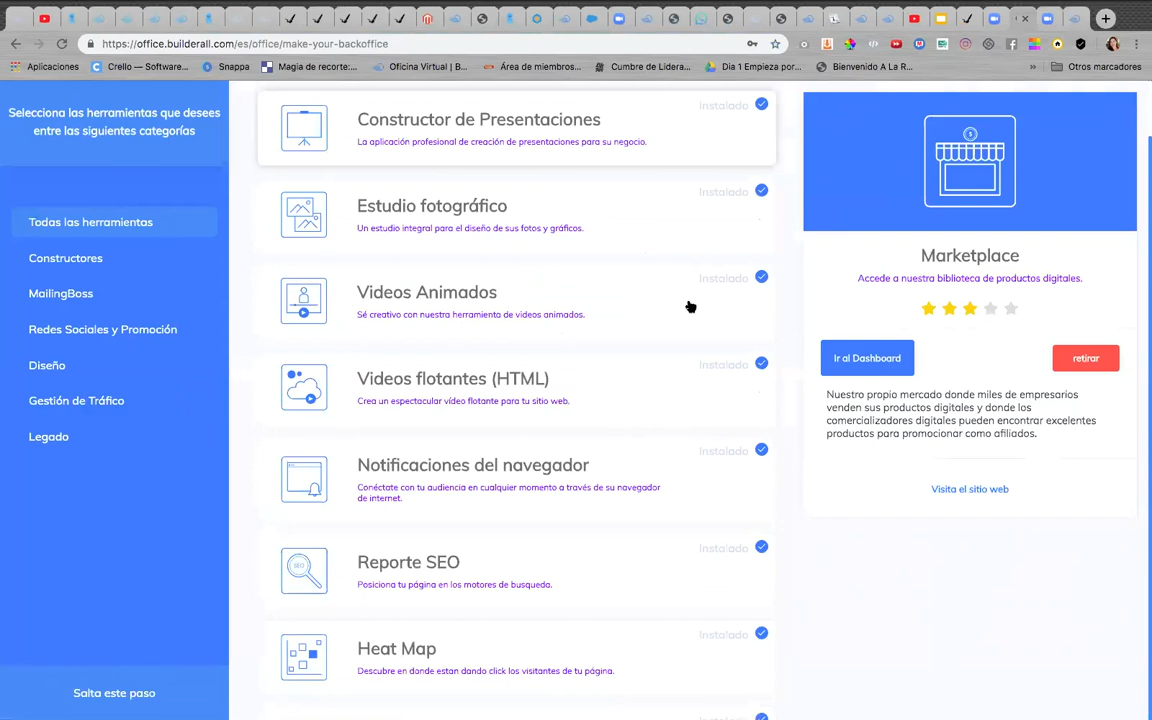 https://office.builderall.com/es/office/make-your-backoffice
Aplicaciones
Crello — Software...
Snappa
Magia de recorte:...
Oficina Virtual | B...
Área de miembros...
Cumbre de Lidera...
Dia 1 Empieza por...
Bienvenido A La R...
»
Otros marcadores
Selecciona las herramientas que desees
entre las siguientes categorías
Todas las herramientas
Constructores
MailingBoss
Redes Sociales y Promoción
Diseño
Gestión de Tráfico
Legado
Salta este paso
Instalado
Constructor de Presentaciones
La aplicación profesional de creación de presentaciones para su negocio.
Instalado
Estudio fotográfico
Un estudio integral para el diseño de sus fotos y gráficos.
Instalado
Videos Animados
Sé creativo con nuestra herramienta de videos animados.
Instalado
Videos flotantes (HTML)
Crea un espectacular vídeo flotante para tu sitio web.
Instalado
Notificaciones del navegador
Conéctate con tu audiencia en cualquier momento a través de su navegador
de internet.
Instalado
Reporte SEO
SEO
Posiciona tu página en los motores de busqueda.
Instalado
Heat Map
Descubre en donde estan dando click los visitantes de tu página.
$
Marketplace
Accede a nuestra biblioteca de productos digitales.
Ir al Dashboard
retirar
Nuestro propio mercado donde miles de empresarios
venden sus productos digitales y donde los
comercializadores digitales pueden encontrar excelentes
productos para promocionar como afiliados.
Visita el sitio web